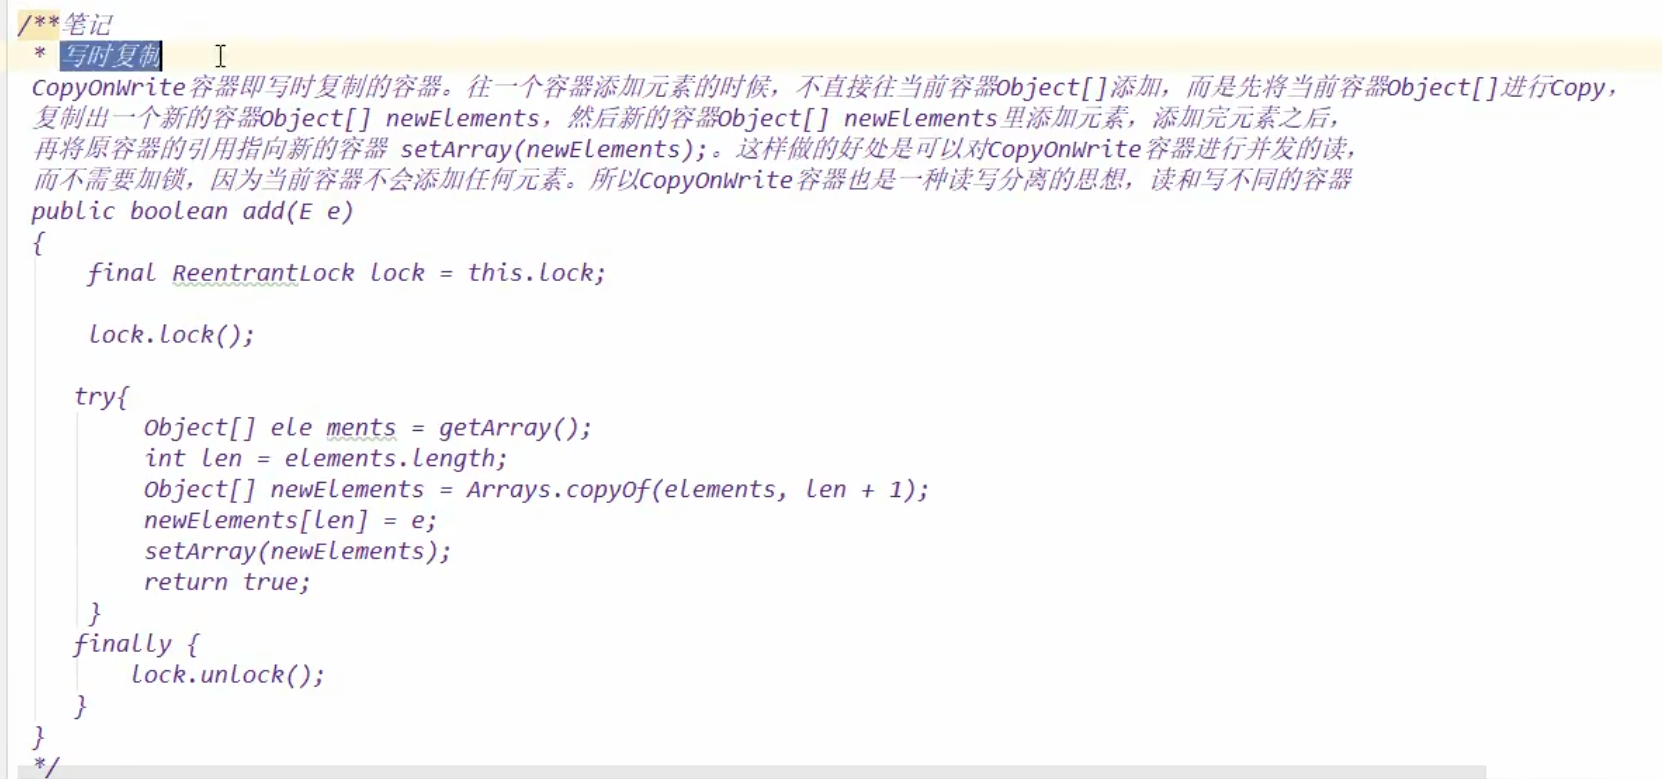 /**笔记
* 写时复制
CopyOnWrite容器即写时复制的容器。往一个容器添加元素的时候，不直接往当前容器Object[]添加，而是先将当前容器Object[]进行Copy，
复制出一个新的容器Object[] newElements，然后新的容器Object[] newElements里添加元素，添加完元素之后，
再将原容器的引用指向新的容器 setArray(newElements);。这样做的好处是可以对CopyOnWrite容器进行并发的读，
而不需要加锁，因为当前容器不会添加任何元素。所以CopyOnWrite容器也是一种读写分离的思想，读和写不同的容器
public boolean add(E e)
{
final ReentrantLock lock = this.lock;
lock.lock();
try{
Object[] ele ments = getArray();
int len = elements.length;
Object[] newElements = Arrays.copyOf(elements, len + 1);
newElements[len] = e;
setArray(newElements);
return true;
}
finally {
lock.unlock();
}
}
*/